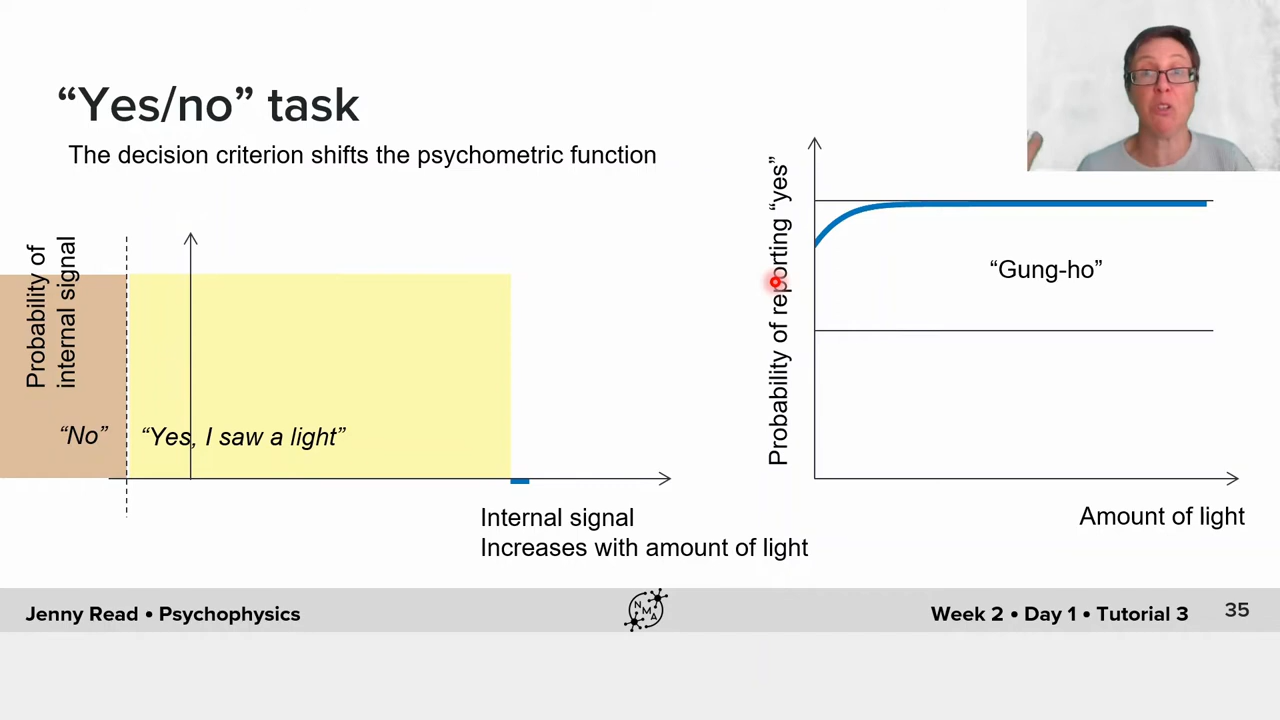 “Yes/no” task
The decision criterion shifts the psychometric function
Probability of
internal signal
“No”
“Yes, I saw a light”
Internal signal
Increases with amount of light
Probability of reporting “yes”
“Gung-ho”
Amount of light
Jenny Read • Psychophysics
N
M
A
Week 2 • Day 1 • Tutorial 3
35